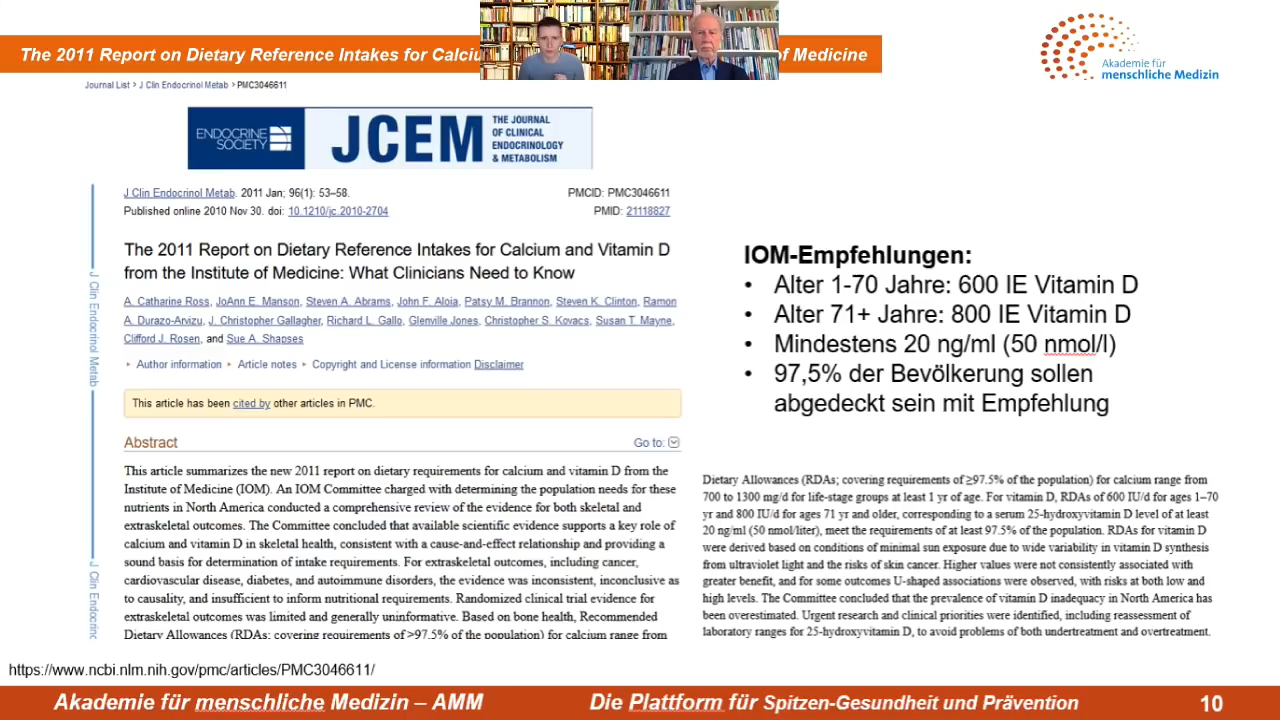 The 2011 Report on Dietary Reference Intakes for Calciu of Medicine
Akademie für
menschliche Medizin
Journal List > J Clin Endocrinol Metab > PMC3046611
ENDOCRINE
SOCIETY
JCEM
THE JOURNAL
OF CLINICAL
ENDOCRINOLOGY
& METABOLISM
J Clin Endocrinol Metab. 2011 Jan; 96(1): 53–58.
PMCID: PMC3046611
Published online 2010 Nov 30. doi: 10.1210/jc.2010-2704
PMID: 21118827
The 2011 Report on Dietary Reference Intakes for Calcium and Vitamin D
from the Institute of Medicine: What Clinicians Need to Know
A. Catharine Ross, JoAnn E. Manson, Steven A. Abrams, John F. Aloia, Patsy M. Brannon, Steven K. Clinton, Ramon
A. Durazo-Arvizu, J. Christopher Gallagher, Richard L. Gallo, Glenville Jones, Christopher S. Kovacs, Susan T. Mayne,
Clifford J. Rosen, and Sue A. Shapses
Author information Article notes Copyright and License information Disclaimer
This article has been cited by other articles in PMC.
Abstract
Go to:
This article summarizes the new 2011 report on dietary requirements for calcium and vitamin D from the
Institute of Medicine (IOM). An IOM Committee charged with determining the population needs for these
nutrients in North America conducted a comprehensive review of the evidence for both skeletal and
extraskeletal outcomes. The Committee concluded that available scientific evidence supports a key role of
calcium and vitamin D in skeletal health, consistent with a cause-and-effect relationship and providing a
sound basis for determination of intake requirements. For extraskeletal outcomes, including cancer,
cardiovascular disease, diabetes, and autoimmune disorders, the evidence was inconsistent, inconclusive as
to causality, and insufficient to inform nutritional requirements. Randomized clinical trial evidence for
extraskeletal outcomes was limited and generally uninformative. Based on bone health, Recommended
Dietary Allowances (RDAs; covering requirements of ≥97.5% of the population) for calcium range from
J Clin Endocrinol Metab
J Clin Endocrinol
IOM-Empfehlungen:
• Alter 1-70 Jahre: 600 IE Vitamin D
• Alter 71+ Jahre: 800 IE Vitamin D
• Mindestens 20 ng/ml (50 nmol/l)
• 97,5% der Bevölkerung sollen
abgedeckt sein mit Empfehlung
Dietary Allowances (RDAs; covering requirements of ≥97.5% of the population) for calcium range from
700 to 1300 mg/d for life-stage groups at least 1 yr of age. For vitamin D, RDAs of 600 IU/d for ages 1–70
yr and 800 IU/d for ages 71 yr and older, corresponding to a serum 25-hydroxyvitamin D level of at least
20 ng/ml (50 nmol/liter), meet the requirements of at least 97.5% of the population. RDAs for vitamin D
were derived based on conditions of minimal sun exposure due to wide variability in vitamin D synthesis
from ultraviolet light and the risks of skin cancer. Higher values were not consistently associated with
greater benefit, and for some outcomes U-shaped associations were observed, with risks at both low and
high levels. The Committee concluded that the prevalence of vitamin D inadequacy in North America has
been overestimated. Urgent research and clinical priorities were identified, including reassessment of
laboratory ranges for 25-hydroxyvitamin D, to avoid problems of both undertreatment and overtreatment.
https://www.ncbi.nlm.nih.gov/pmc/articles/PMC3046611/
Akademie für menschliche Medizin – AMM
Die Plattform für Spitzen-Gesundheit und Prävention
10